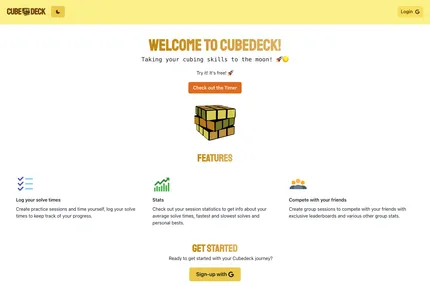 CUBE DECK
Login G
WELCOME TO CUBEDECK!
Taking your cubing skills to the moon! 🚀🌕
Try it! It's free! 🚀
Check out the Timer
FEATURES
Log your solve times
Create practice sessions and time yourself, log your solve
times to keep track of your progress.
Stats
Check out your session statistics to get info about your
average solve times, fastest and slowest solves and
personal bests.
Compete with your friends
Create group sessions to compete with your friends with
exclusive leaderboards and various other group stats.
GET STARTED
Ready to get started with your Cubedeck journey?
Sign-up with G